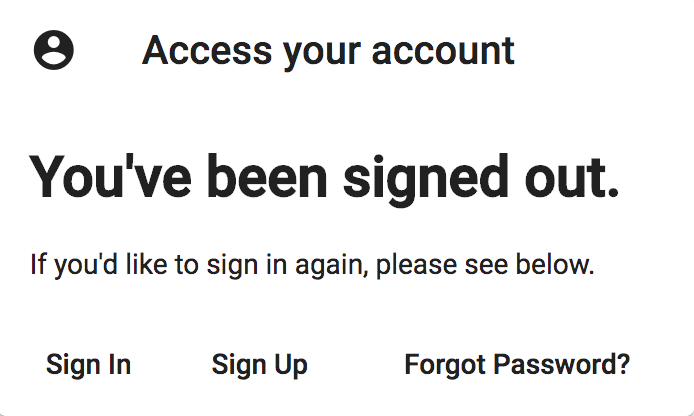 Access your account
You've been signed out.
If you'd like to sign in again, please see below.
Sign In Sign Up Forgot Password?